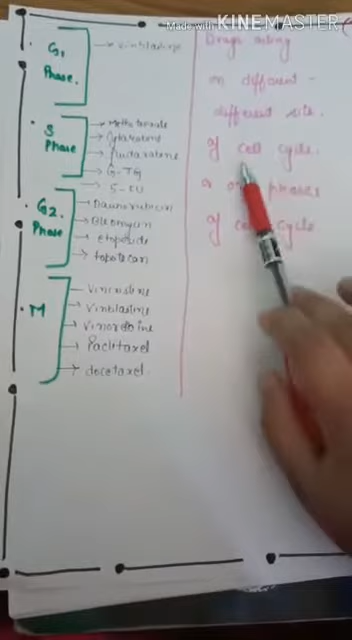 Made with KINEMASTER
G1 Phase.
→ vinblastine
S Phase
→ Methotrexate
→ Cytarabine
→ fludarabine
→ 6-TG
→ 5-FU
G2. Phase
→ Daunorubicin
→ Bleomycin
→ etoposide
→ topotecan
M
→ vincristine
→ Vinblastine
→ Vinorelbine
→ Paclitaxel
→ docetaxel
Drugs acting
on different -
different site.
of cell cycle.
phases
of cycle